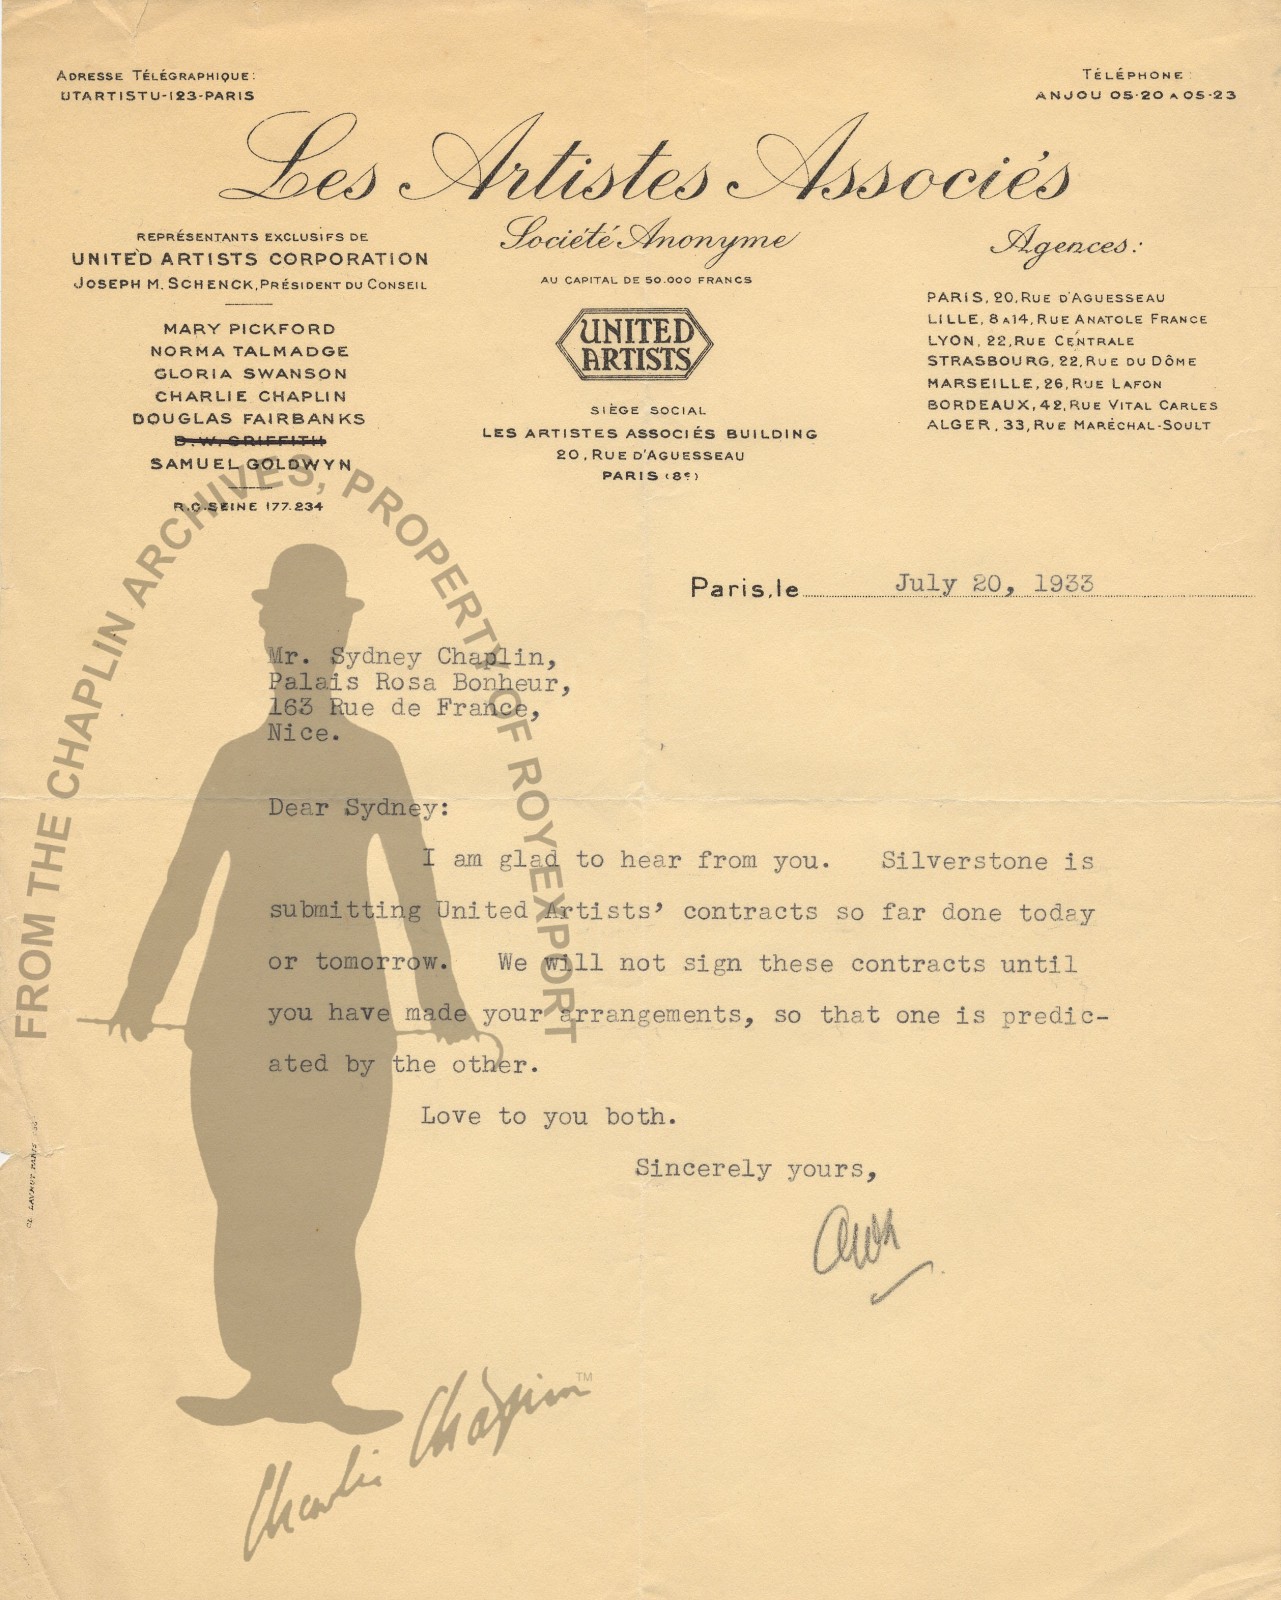 ADRESSE TÉLÉGRAPHIQUE:
UTARTISTU-123-PARIS
TÉLÉPHONE:
ANJOU 05-20 A 05-23
Les Artistes Associés
Société Anonyme
AU CAPITAL DE 50.000 FRANCS
REPRÉSENTANTS EXCLUSIFS DE
UNITED ARTISTS CORPORATION
JOSEPH M. SCHENCK, PRÉSIDENT DU CONSEIL
MARY PICKFORD
NORMA TALMADGE
GLORIA SWANSON
CHARLIE CHAPLIN
DOUGLAS FAIRBANKS
D.W. GRIFFITH
SAMUEL GOLDWYN
R.C. SEINE 177.234
UNITED
ARTISTS
SIÈGE SOCIAL
LES ARTISTES ASSOCIÉS BUILDING
20, RUE D'AGUESSEAU
PARIS (8e)
Agences:
PARIS, 20, RUE D'AGUESSEAU
LILLE, 8 A 14, RUE ANATOLE FRANCE
LYON, 22, RUE CENTRALE
STRASBOURG, 22, RUE DU DÔME
MARSEILLE, 26, RUE LAFON
BORDEAUX, 42, RUE VITAL CARLES
ALGER, 33, RUE MARÉCHAL-SOULT
Paris, le July 20, 1933
Mr. Sydney Chaplin,
Palais Rosa Bonheur,
163 Rue de France,
Nice.
Dear Sydney:
I am glad to hear from you. Silverstone is
submitting United Artists' contracts so far done today
or tomorrow. We will not sign these contracts until
you have made your arrangements, so that one is predic-
ated by the other.
Love to you both.
Sincerely yours,
FROM THE CHAPLIN ARCHIVES, PROPERTY OF ROY EXPORT
Charlie Chaplin TM